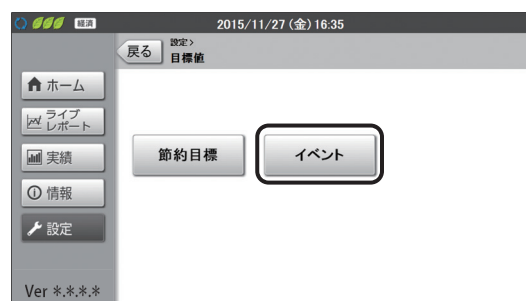 経済
2015/11/27 (金) 16:35
戻る
設定>
目標値
ホーム
ライブ
レポート
実績
情報
設定
節約目標
イベント
Ver *.*.*.*